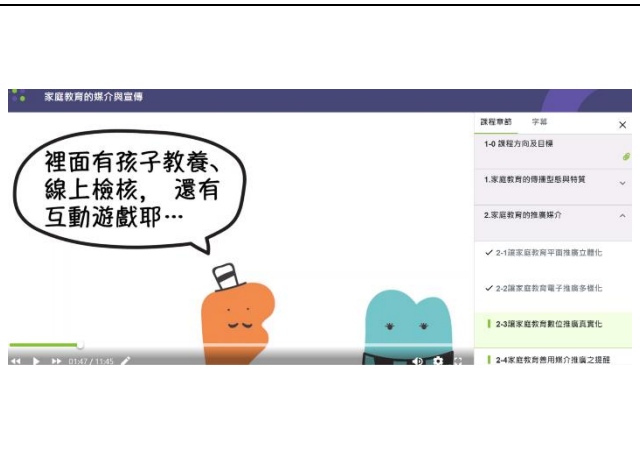 家庭教育的媒介與宣傳
裡面有孩子教養、
線上檢核， 還有
互動遊戲耶…
01:47 / 11:45
課程章節 字幕
1-0 課程方向及目標
1.家庭教育的傳播型態與特質
2.家庭教育的推廣媒介
2-1讓家庭教育平面推廣立體化
2-2讓家庭教育電子推廣多樣化
2-3讓家庭教育數位推廣真實化
2-4家庭教育善用媒介推廣之提醒